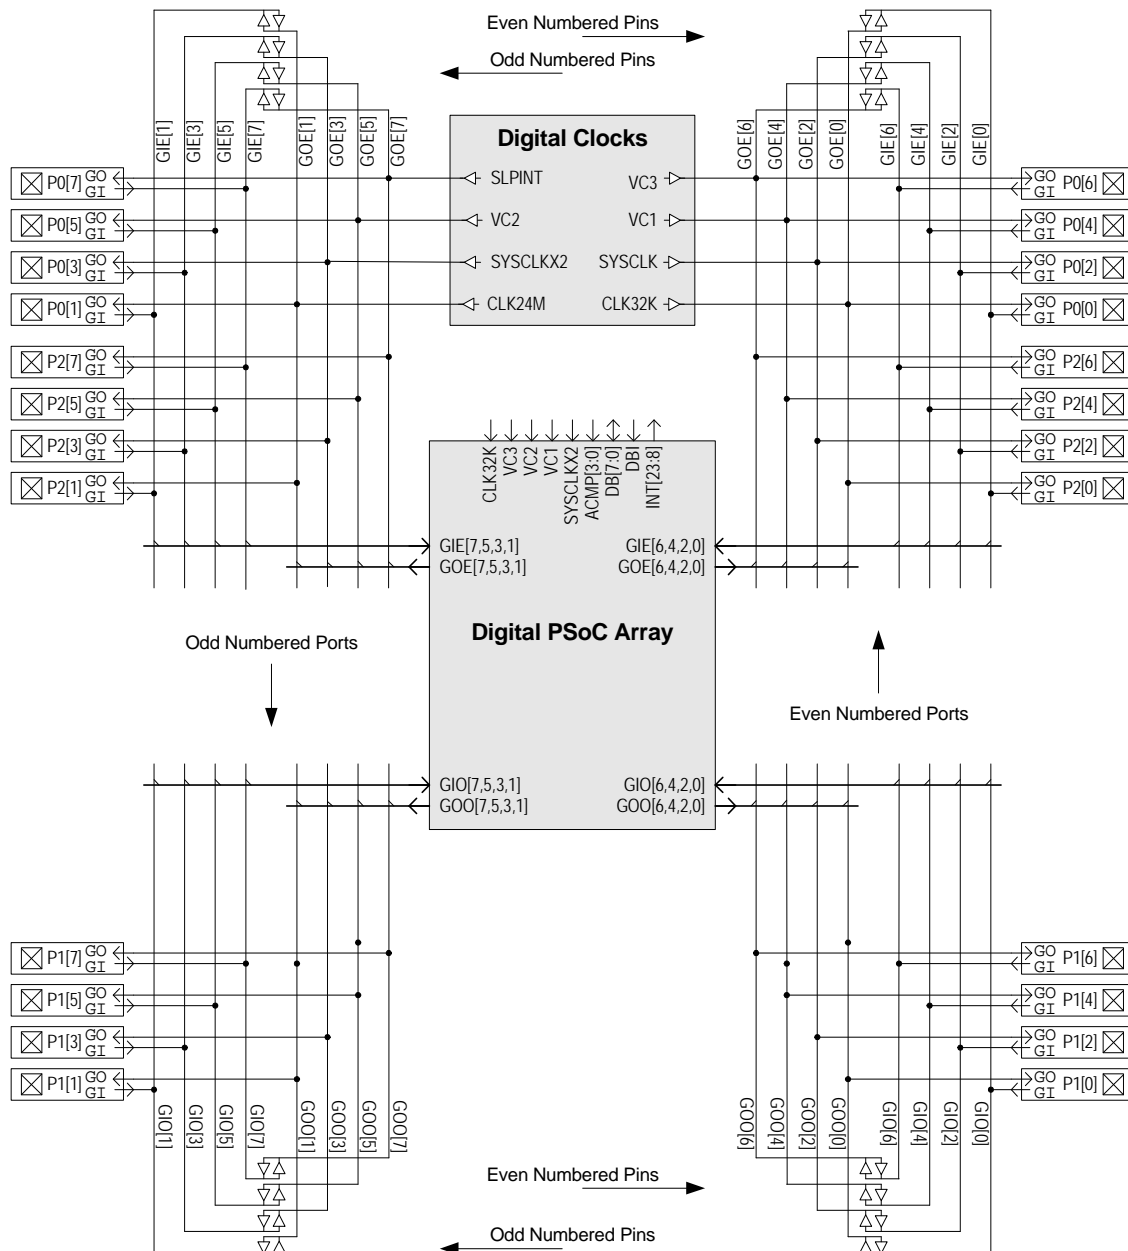 Even Numbered Pins
Odd Numbered Pins
GIE[1]
GIE[3]
GIE[5]
GIE[7]
GOE[1]
GOE[3]
GOE[5]
GOE[7]
GOE[6]
GOE[4]
GOE[2]
GOE[0]
GIE[6]
GIE[4]
GIE[2]
GIE[0]
Digital Clocks
SLPINT
VC3
VC2
VC1
SYSCLKX2
SYSCLK
CLK24M
CLK32K
P0[7] GO GI
P0[5] GO GI
P0[3] GO GI
P0[1] GO GI
P2[7] GO GI
P2[5] GO GI
P2[3] GO GI
P2[1] GO GI
GO GI P0[6]
GO GI P0[4]
GO GI P0[2]
GO GI P0[0]
GO GI P2[6]
GO GI P2[4]
GO GI P2[2]
GO GI P2[0]
CLK32K
VC3
VC2
VC1
SYSCLKX2
ACMP[3:0]
DB[7:0]
DBI
INT[23:8]
GIE[7,5,3,1]
GIE[6,4,2,0]
GOE[7,5,3,1]
GOE[6,4,2,0]
Digital PSoC Array
Odd Numbered Ports
Even Numbered Ports
GIO[7,5,3,1]
GIO[6,4,2,0]
GOO[7,5,3,1]
GOO[6,4,2,0]
P1[7] GO GI
P1[5] GO GI
P1[3] GO GI
P1[1] GO GI
GO GI P1[6]
GO GI P1[4]
GO GI P1[2]
GO GI P1[0]
GIO[1]
GIO[3]
GIO[5]
GIO[7]
GOO[1]
GOO[3]
GOO[5]
GOO[7]
GOO[6]
GOO[4]
GOO[2]
GOO[0]
GIO[6]
GIO[4]
GIO[2]
GIO[0]
Even Numbered Pins
Odd Numbered Pins